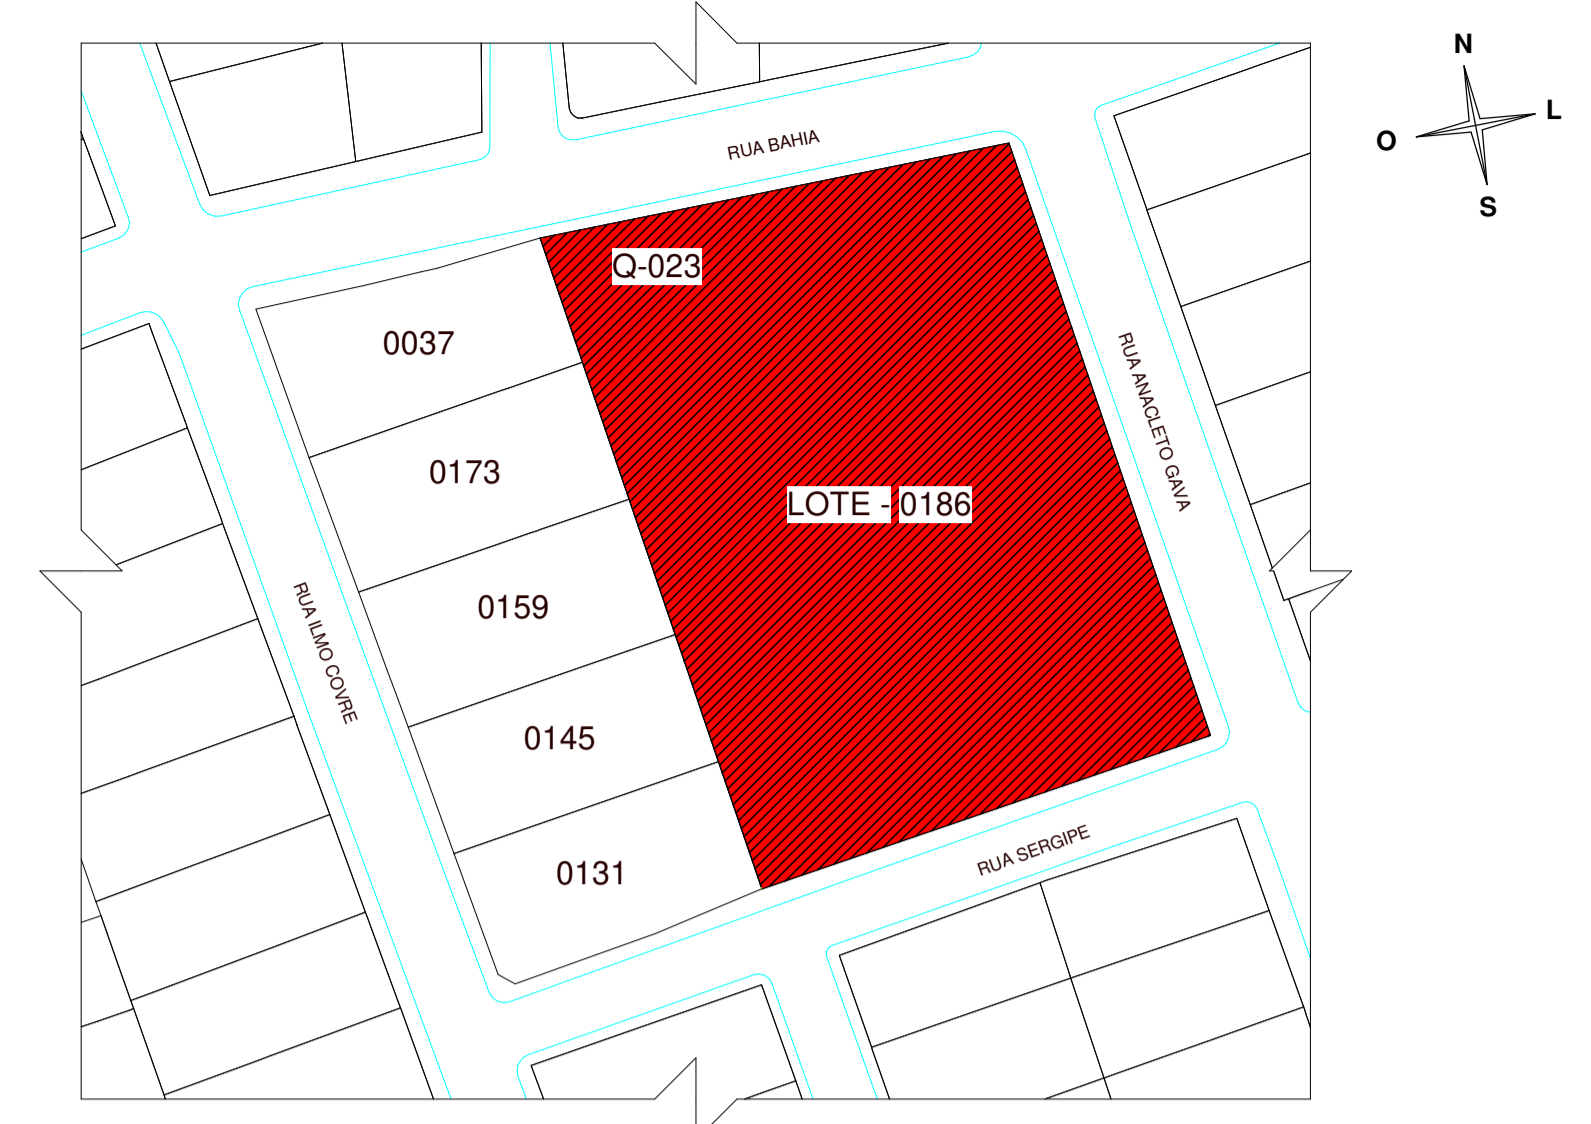 N
L
O
S
RUA BAHIA
Q-023
0037
RUA ANACLETO GAVA
0173
LOTE - 0186
0159
RUA ILMO COVRE
0145
RUA SERGIPE
0131